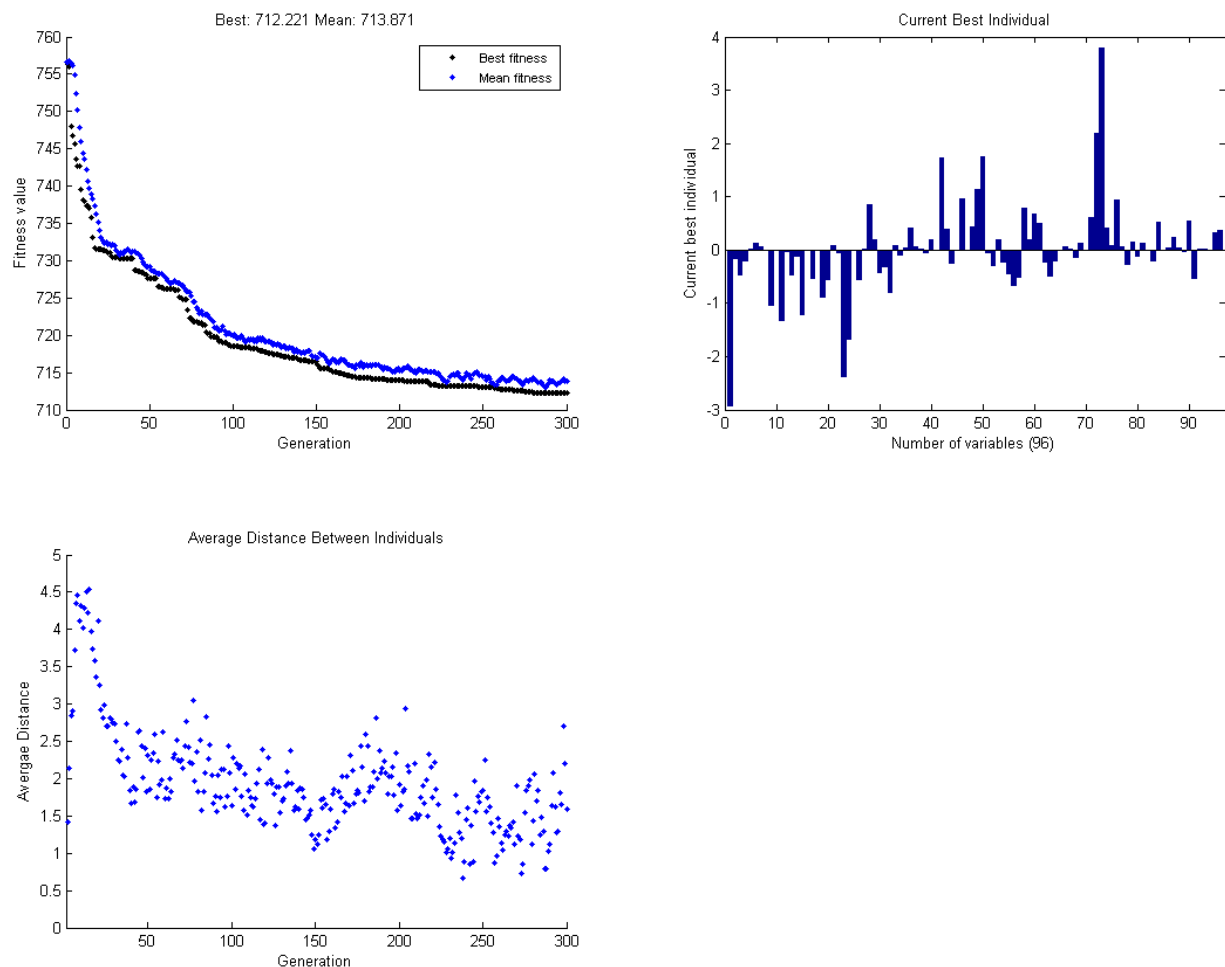 Best: 712.221 Mean: 713.871
760
755
750
745
740
735
730
725
720
715
710
Fitness value
0 50 100 150 200 250 300
Generation
Best fitness
Mean fitness
Current Best Individual
4
3
2
1
0
-1
-2
-3
Current best individual
0 10 20 30 40 50 60 70 80 90
Number of variables (96)
Average Distance Between Individuals
5
4.5
4
3.5
3
2.5
2
1.5
1
0.5
0
Avergae Distance
50 100 150 200 250 300
Generation